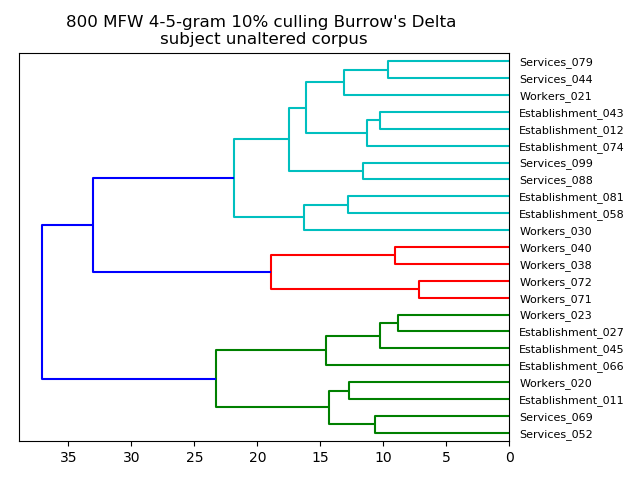 800 MFW 4-5-gram 10% culling Burrow's Delta
subject unaltered corpus
Services_079
Services_044
Workers_021
Establishment_043
Establishment_012
Establishment_074
Services_099
Services_088
Establishment_081
Establishment_058
Workers_030
Workers_040
Workers_038
Workers_072
Workers_071
Workers_023
Establishment_027
Establishment_045
Establishment_066
Workers_020
Establishment_011
Services_069
Services_052
35 30 25 20 15 10 5 0